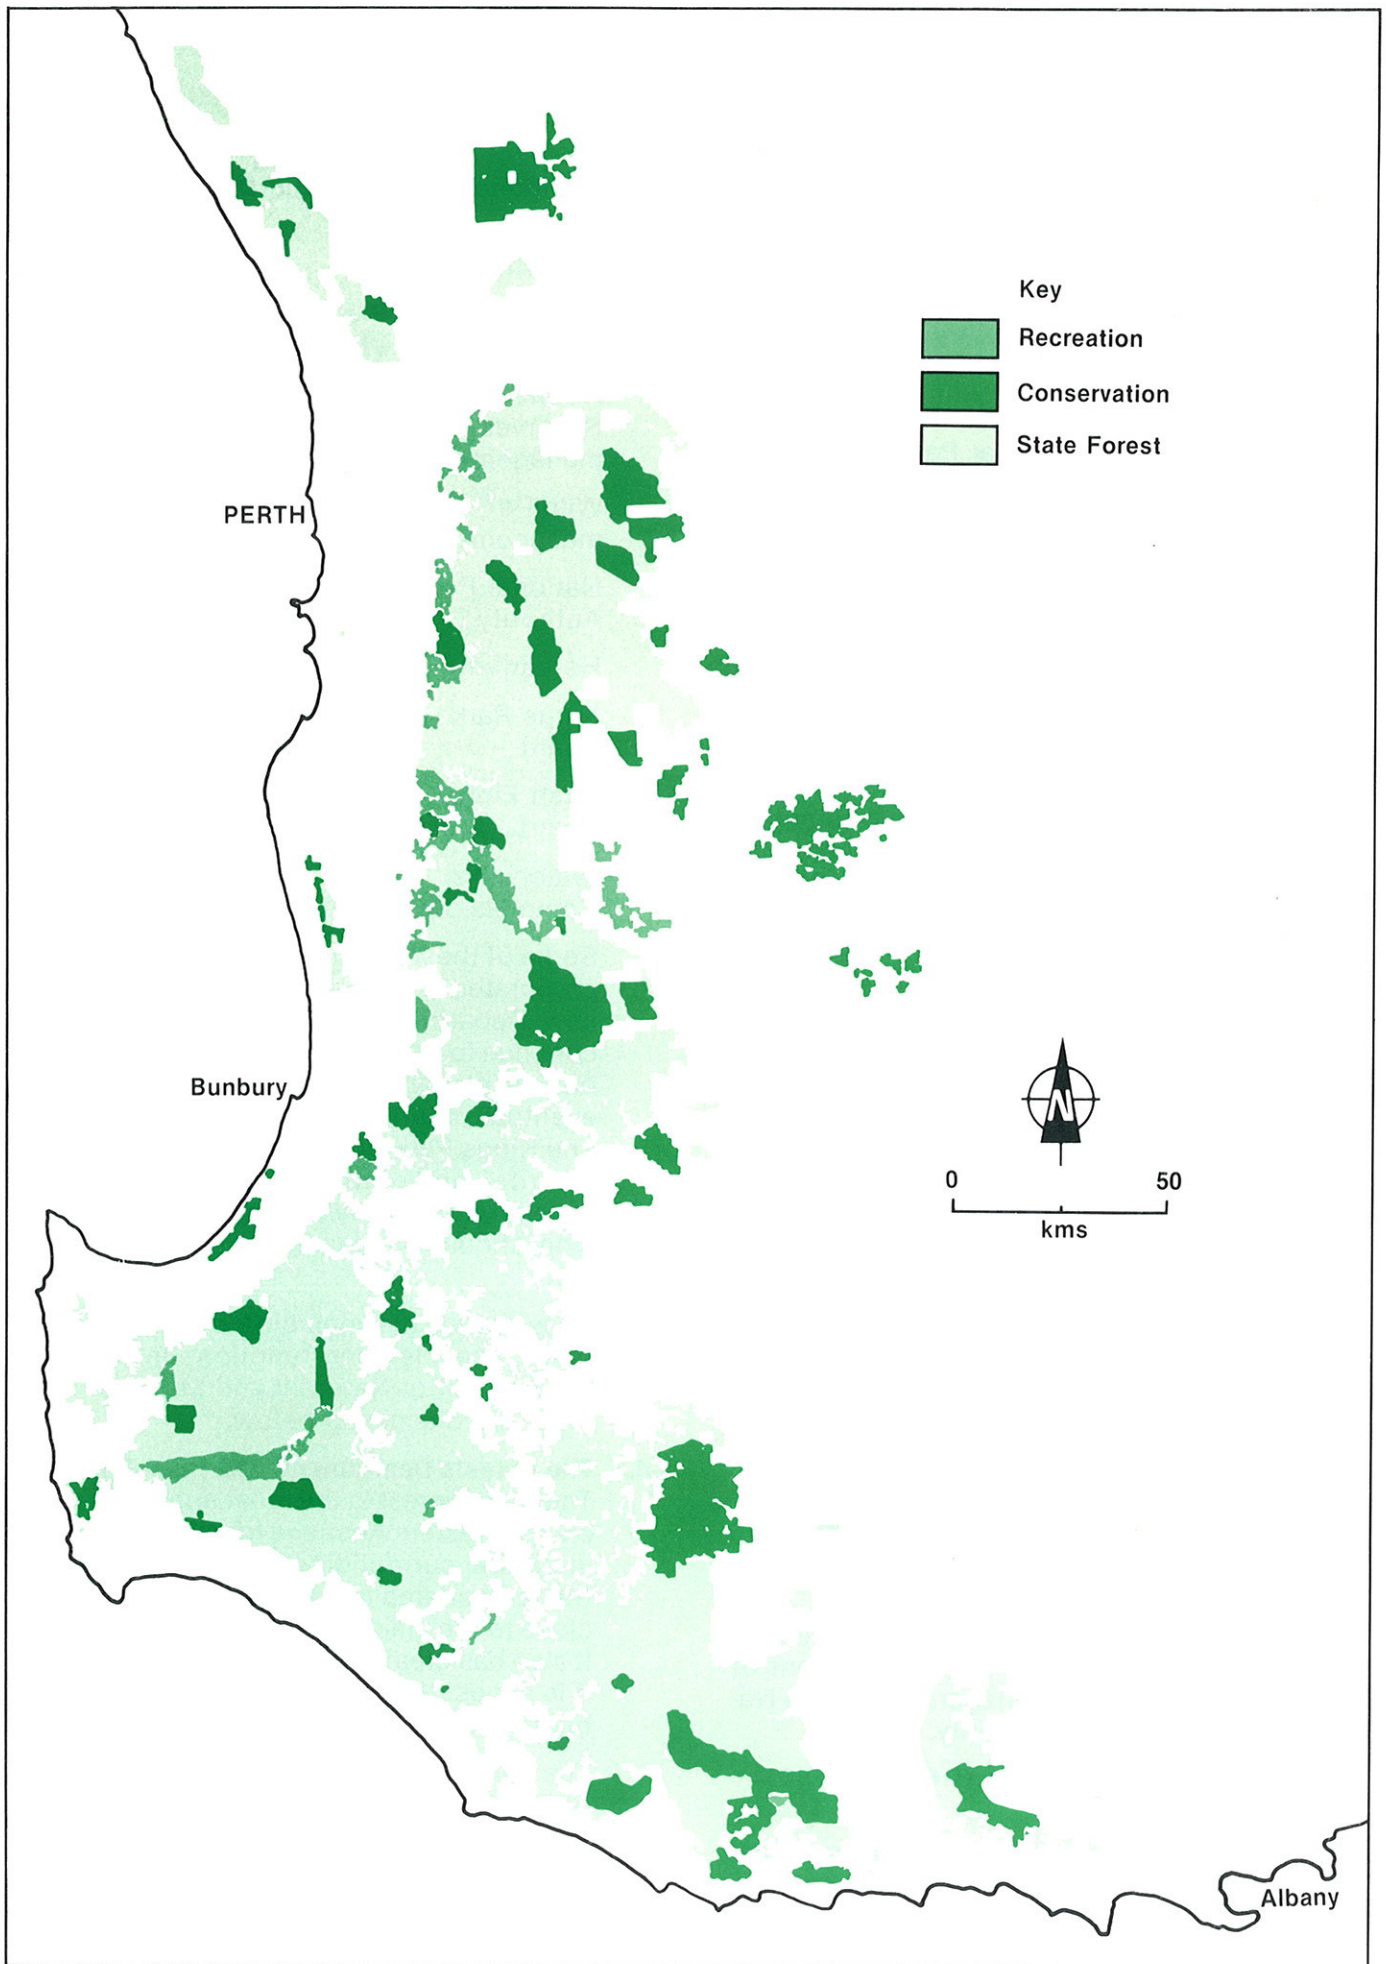 Key
Recreation
Conservation
State Forest
PERTH
Bunbury
N
0 50
kms
Albany